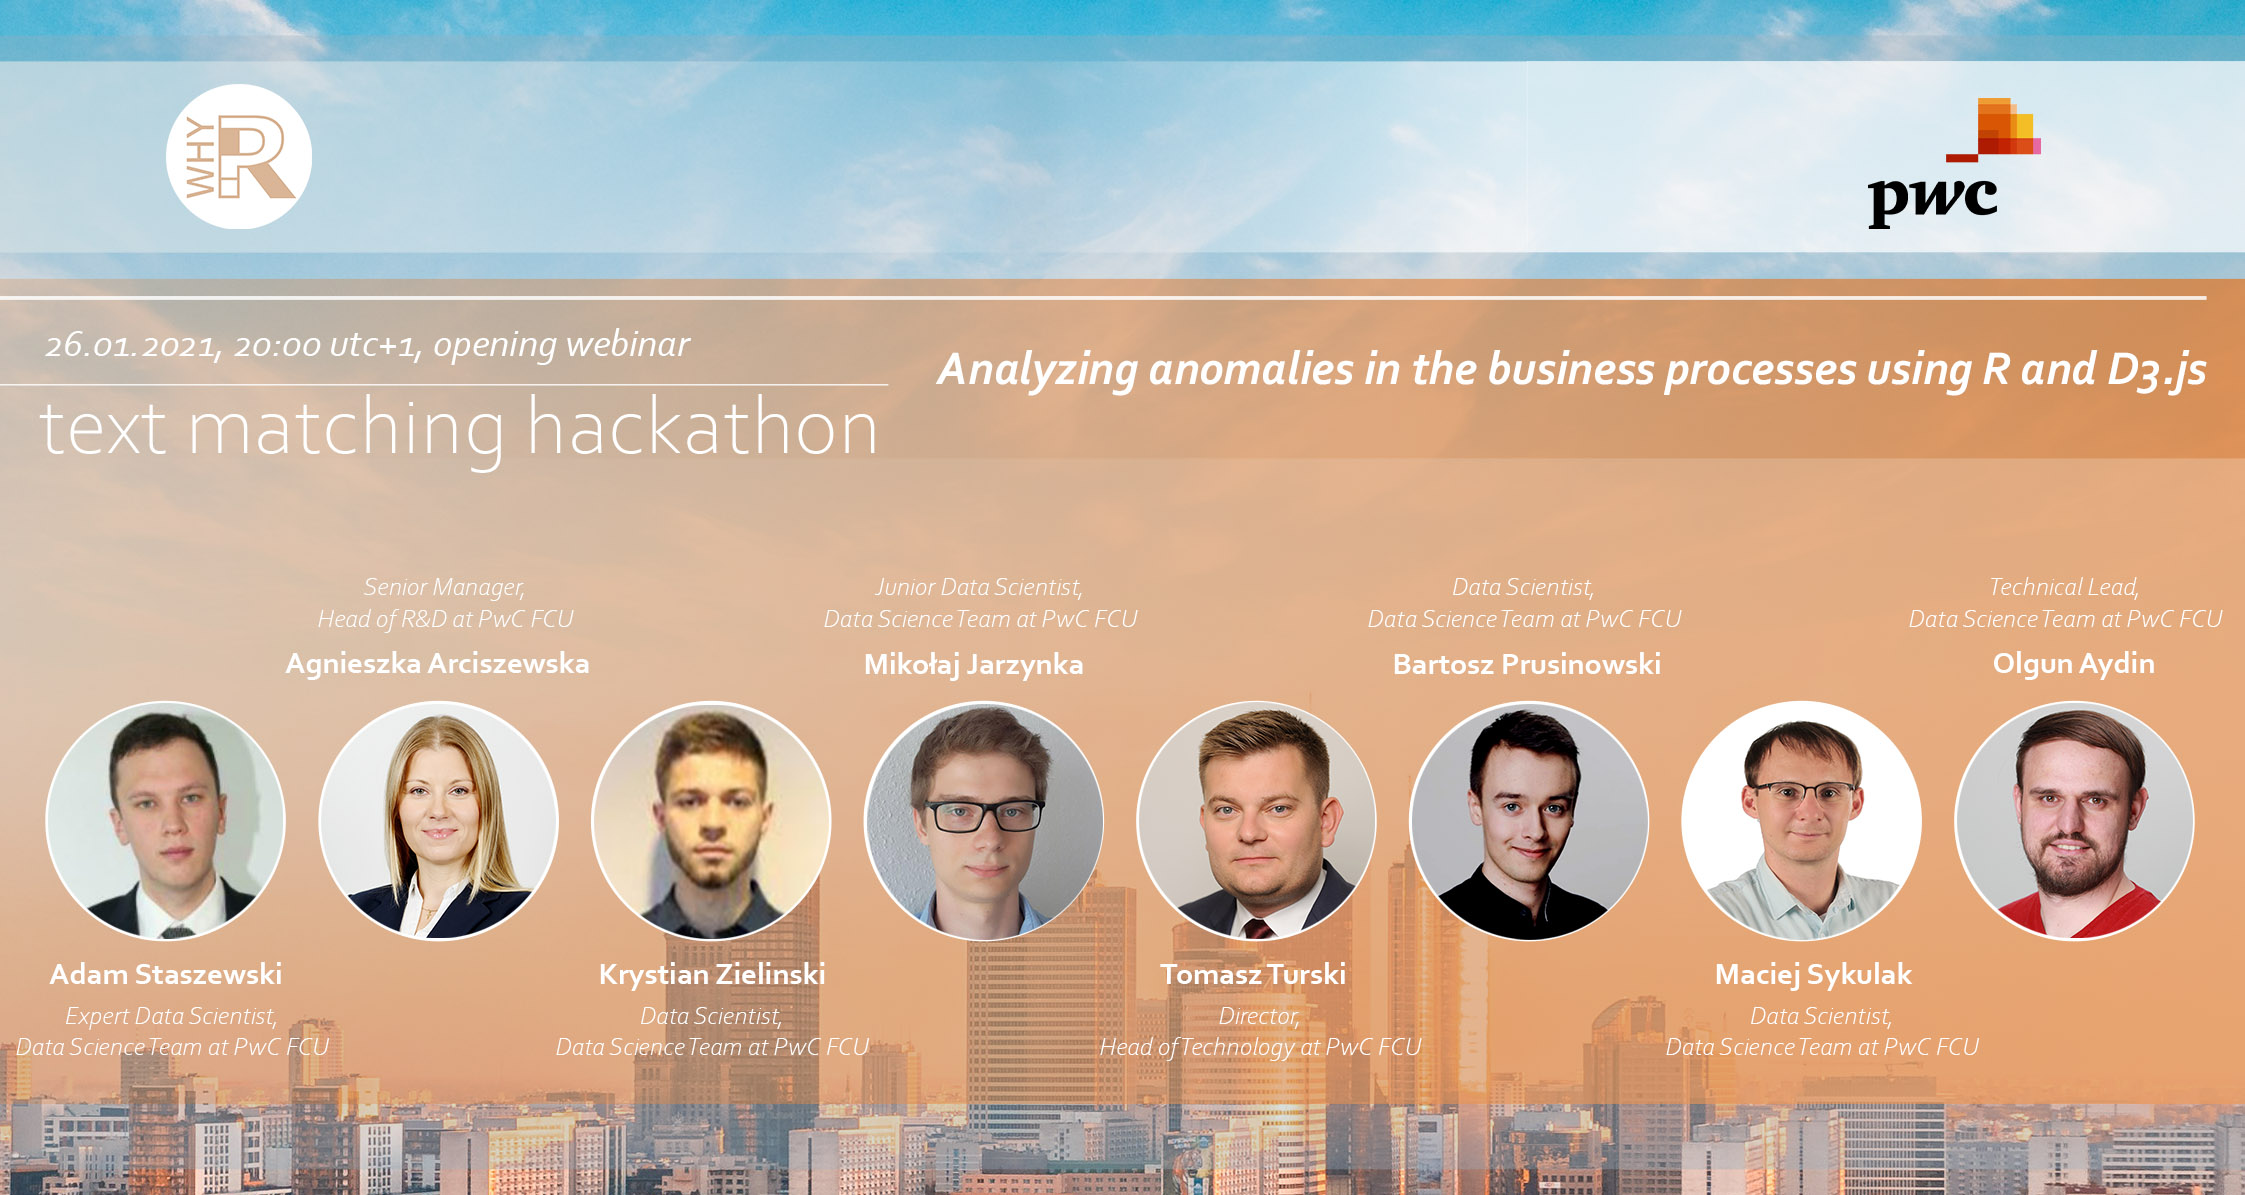 WHY R
pwc
26.01.2021, 20:00 utc+1, opening webinar
text matching hackathon
Analyzing anomalies in the business processes using R and D3.js
Senior Manager,
Head of R&D at PwC FCU
Agnieszka Arciszewska
Junior Data Scientist,
Data Science Team at PwC FCU
Mikołaj Jarzynka
Data Scientist,
Data Science Team at PwC FCU
Bartosz Prusinowski
Technical Lead,
Data Science Team at PwC FCU
Olgun Aydin
Adam Staszewski
Expert Data Scientist,
Data Science Team at PwC FCU
Krystian Zielinski
Data Scientist,
Data Science Team at PwC FCU
Tomasz Turski
Director,
Head of Technology at PwC FCU
Maciej Sykulak
Data Scientist,
Data Science Team at PwC FCU